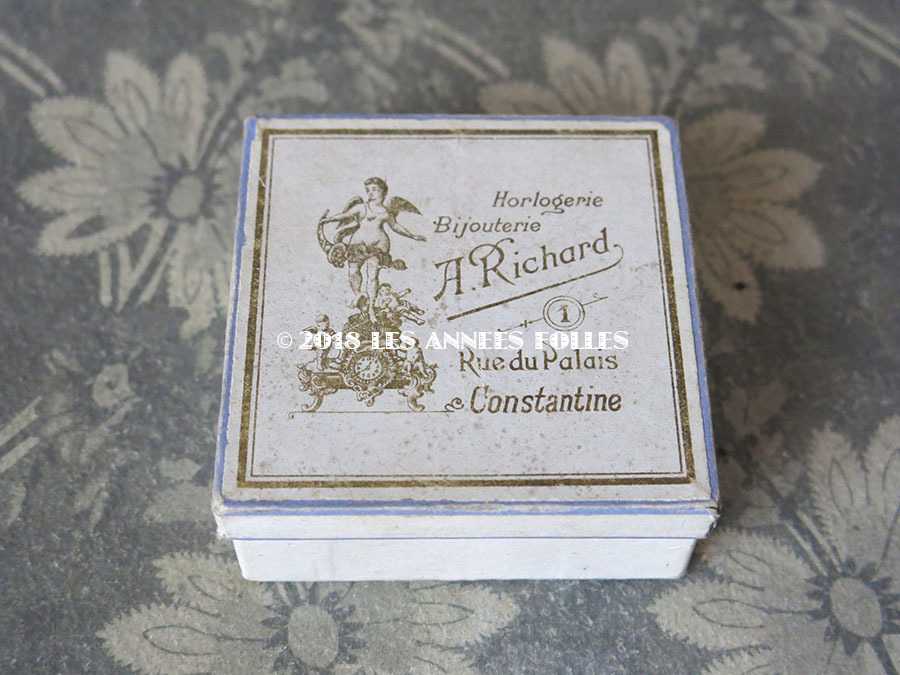 Horlogerie
Bijouterie
A. Richard
1
© 2018 LES ANNEES FOLLES
Rue du Palais
Constantine